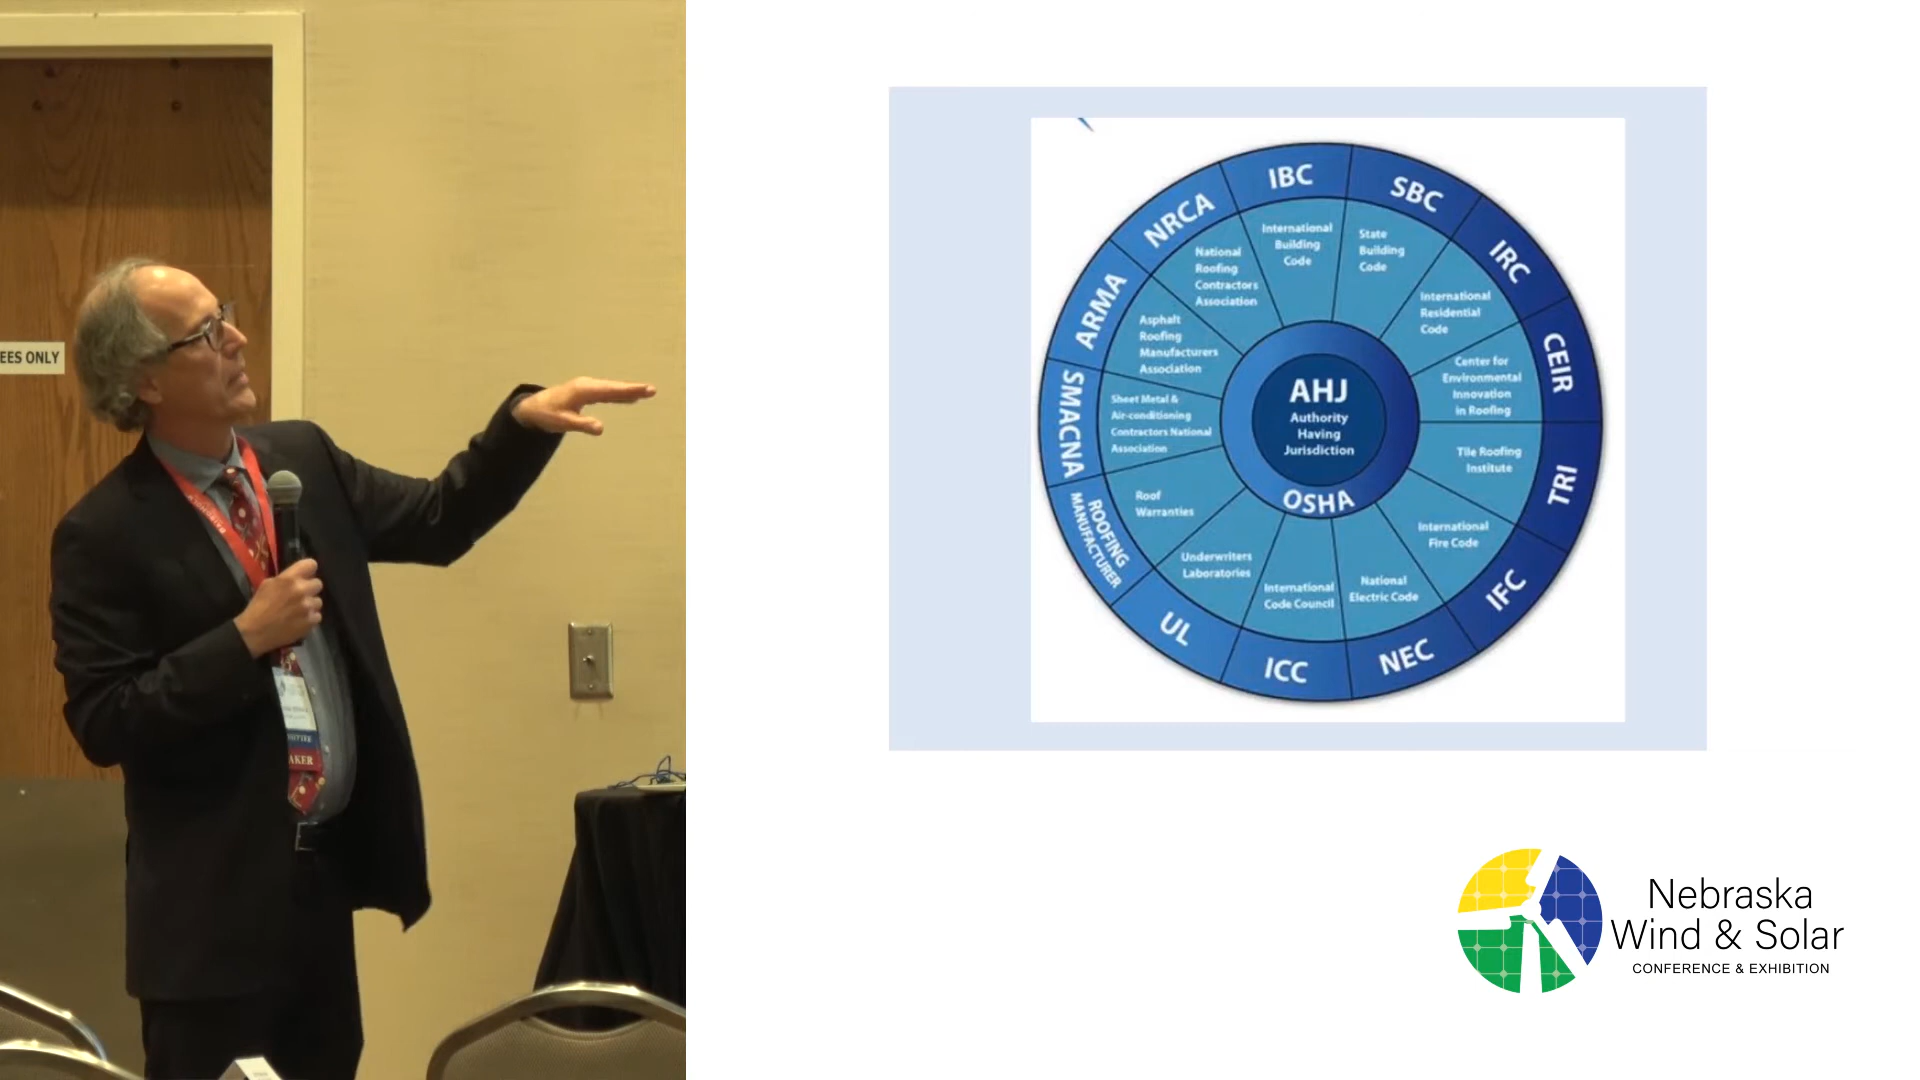 EES ONLY
AKER
IBC
International
Building
Code
SBC
State
Building
Code
IRC
International
Residential
Code
CEIR
Center for
Environmental
Innovation
in Roofing
TRI
Tile Roofing
Institute
IFC
International
Fire Code
NEC
National
Electric Code
ICC
International
Code Council
UL
Underwriters
Laboratories
ROOFING
MANUFACTURER
Roof
Warranties
SMACNA
Sheet Metal &
Air-conditioning
Contractors National
Association
ARMA
Asphalt
Roofing
Manufacturers
Association
NRCA
National
Roofing
Contractors
Association
AHJ
Authority
Having
Jurisdiction
OSHA
Nebraska
Wind & Solar
CONFERENCE & EXHIBITION